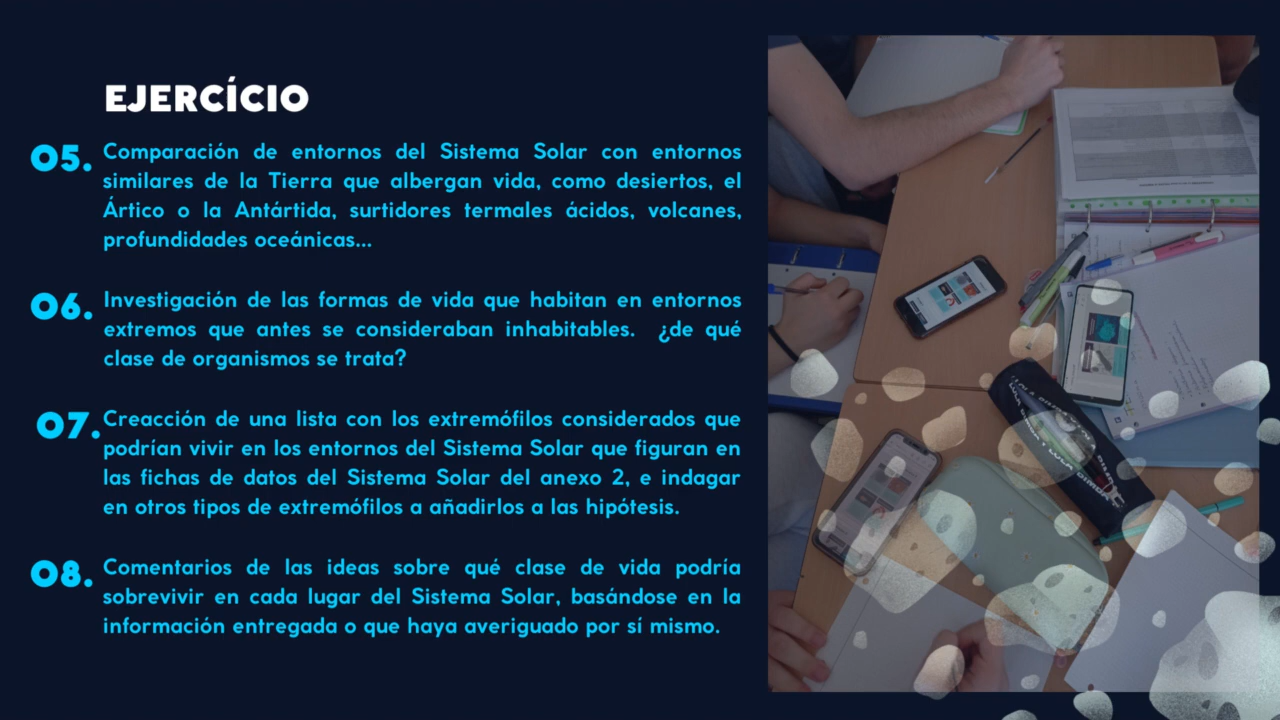 EJERCÍCIO
05. Comparación de entornos del Sistema Solar con entornos
similares de la Tierra que albergan vida, como desiertos, el
Ártico o la Antártida, surtidores termales ácidos, volcanes,
profundidades oceánicas...
06. Investigación de las formas de vida que habitan en entornos
extremos que antes se consideraban inhabitables. ¿de qué
clase de organismos se trata?
07. Creacción de una lista con los extremófilos considerados que
podrían vivir en los entornos del Sistema Solar que figuran en
las fichas de datos del Sistema Solar del anexo 2, e indagar
en otros tipos de extremófilos a añadirlos a las hipótesis.
08. Comentarios de las ideas sobre qué clase de vida podría
sobrevivir en cada lugar del Sistema Solar, basándose en la
información entregada o que haya averiguado por sí mismo.